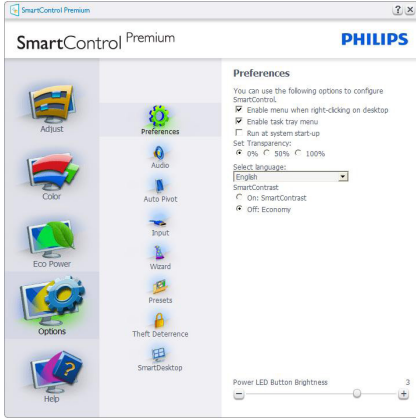 SmartControl Premium
SmartControl Premium
PHILIPS
Adjust
Color
Eco Power
Options
Help
Preferences
Audio
Auto Pivot
Input
Wizard
Presets
Theft Deterrence
SmartDesktop
Preferences
You can use the following options to configure
SmartControl.
Enable menu when right-clicking on desktop
Enable task tray menu
Run at system start-up
Set Transparency:
0% 50% 100%
Select language:
English
SmartContrast
On: SmartContrast
Off: Economy
Power LED Button Brightness 3